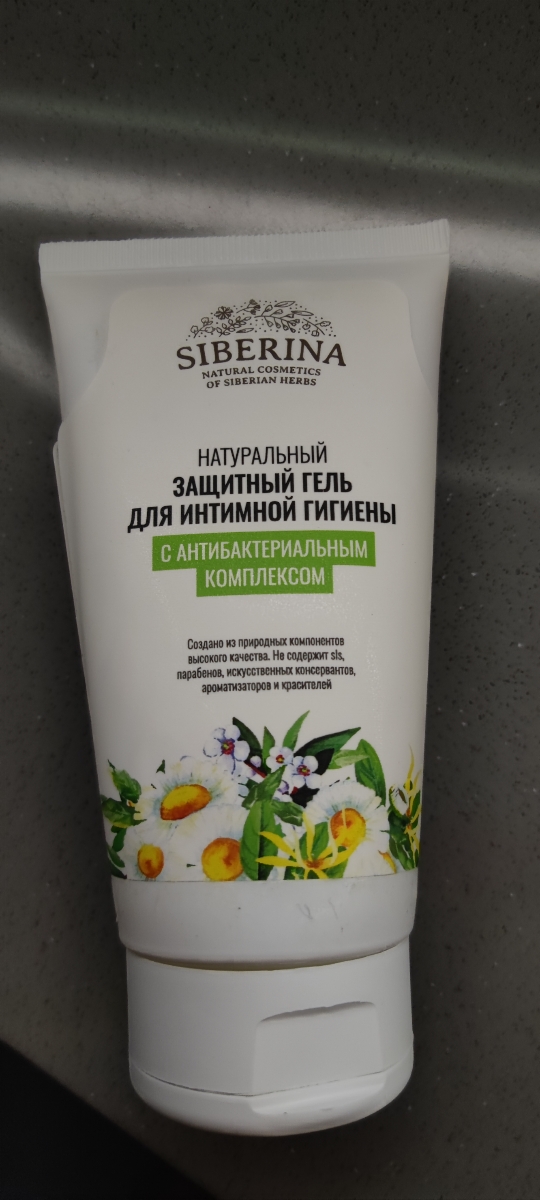 SIBERINA
NATURAL COSMETICS
OF SIBERIAN HERBS
НАТУРАЛЬНЫЙ
ЗАЩИТНЫЙ ГЕЛЬ
ДЛЯ ИНТИМНОЙ ГИГИЕНЫ
С АНТИБАКТЕРИАЛЬНЫМ
КОМПЛЕКСОМ
Создано из природных компонентов
высокого качества. Не содержит sls,
парабенов, искусственных консервантов,
ароматизаторов и красителей